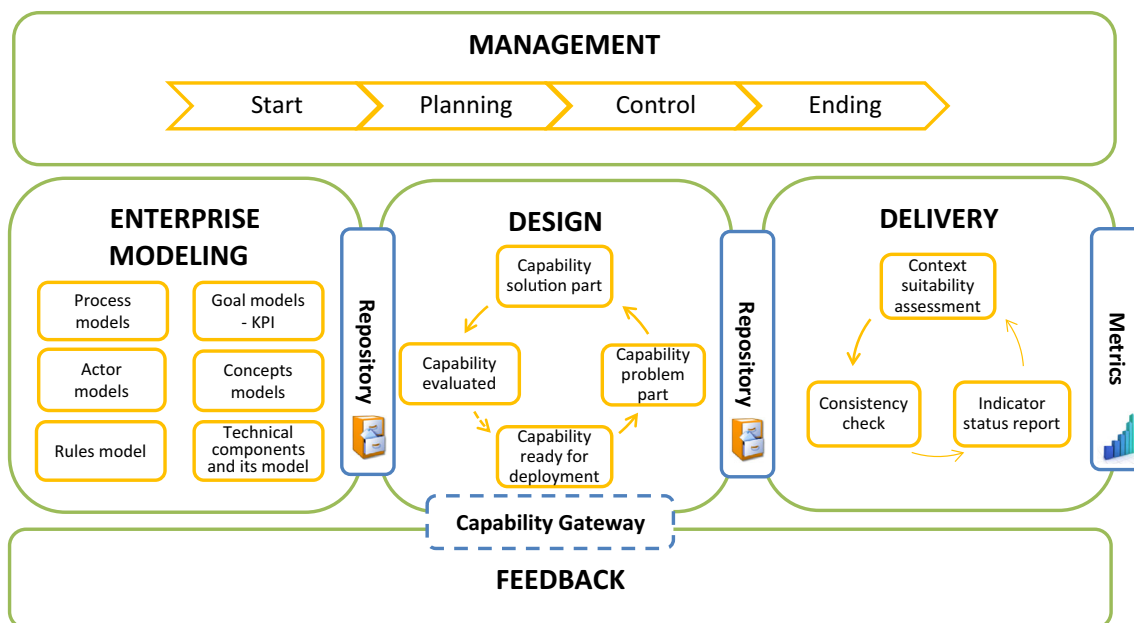 MANAGEMENT
Start
Planning
Control
Ending
ENTERPRISE
MODELING
Process
models
Goal models
- KPI
Actor
models
Concepts
models
Rules model
Technical
components
and its model
Repository
DESIGN
Capability
solution part
Capability
evaluated
Capability
problem
part
Capability
ready for
deployment
Repository
DELIVERY
Context
suitability
assessment
Consistency
check
Indicator
status report
Metrics
Capability Gateway
FEEDBACK